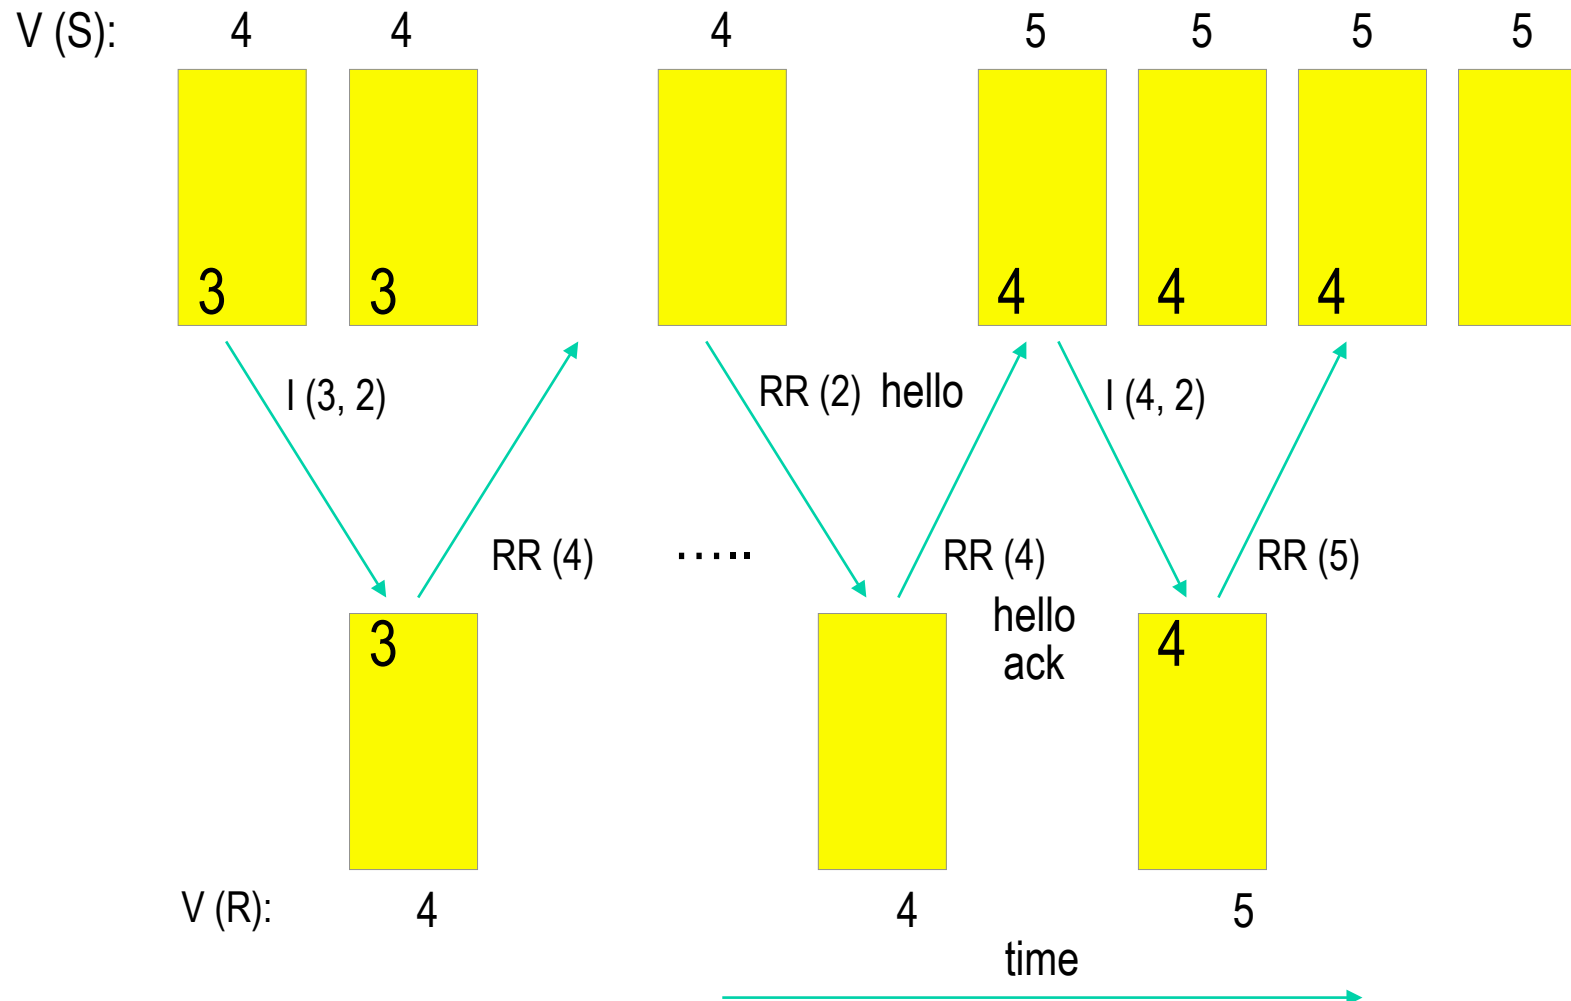 V (S): 4 4 4 5 5 5 5
3 3 4 4 4
I (3, 2) RR (2) hello I (4, 2)
RR (4) ..... RR (4) RR (5)
hello
ack
3 4
V (R): 4 4 5
time